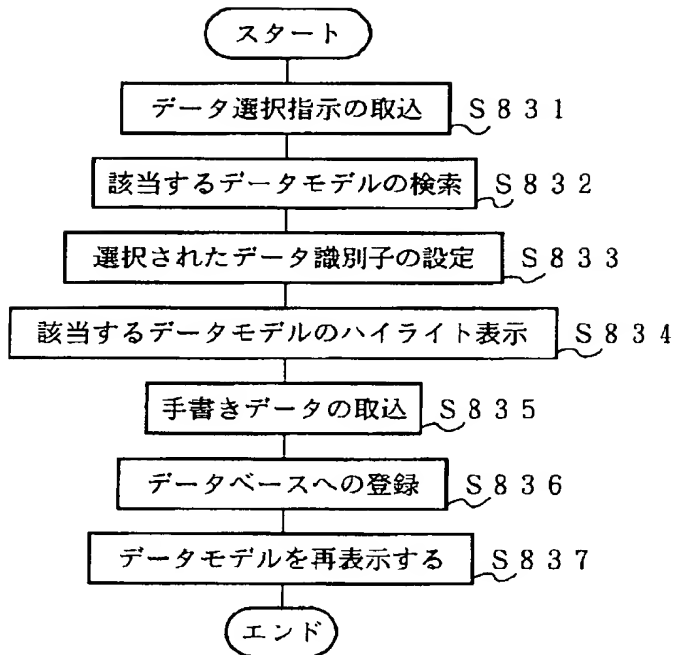 スタート
データ選択指示の取込 S831
該当するデータモデルの検索 S832
選択されたデータ識別子の設定 S833
該当するデータモデルのハイライト表示 S834
手書きデータの取込 S835
データベースへの登録 S836
データモデルを再表示する S837
エンド